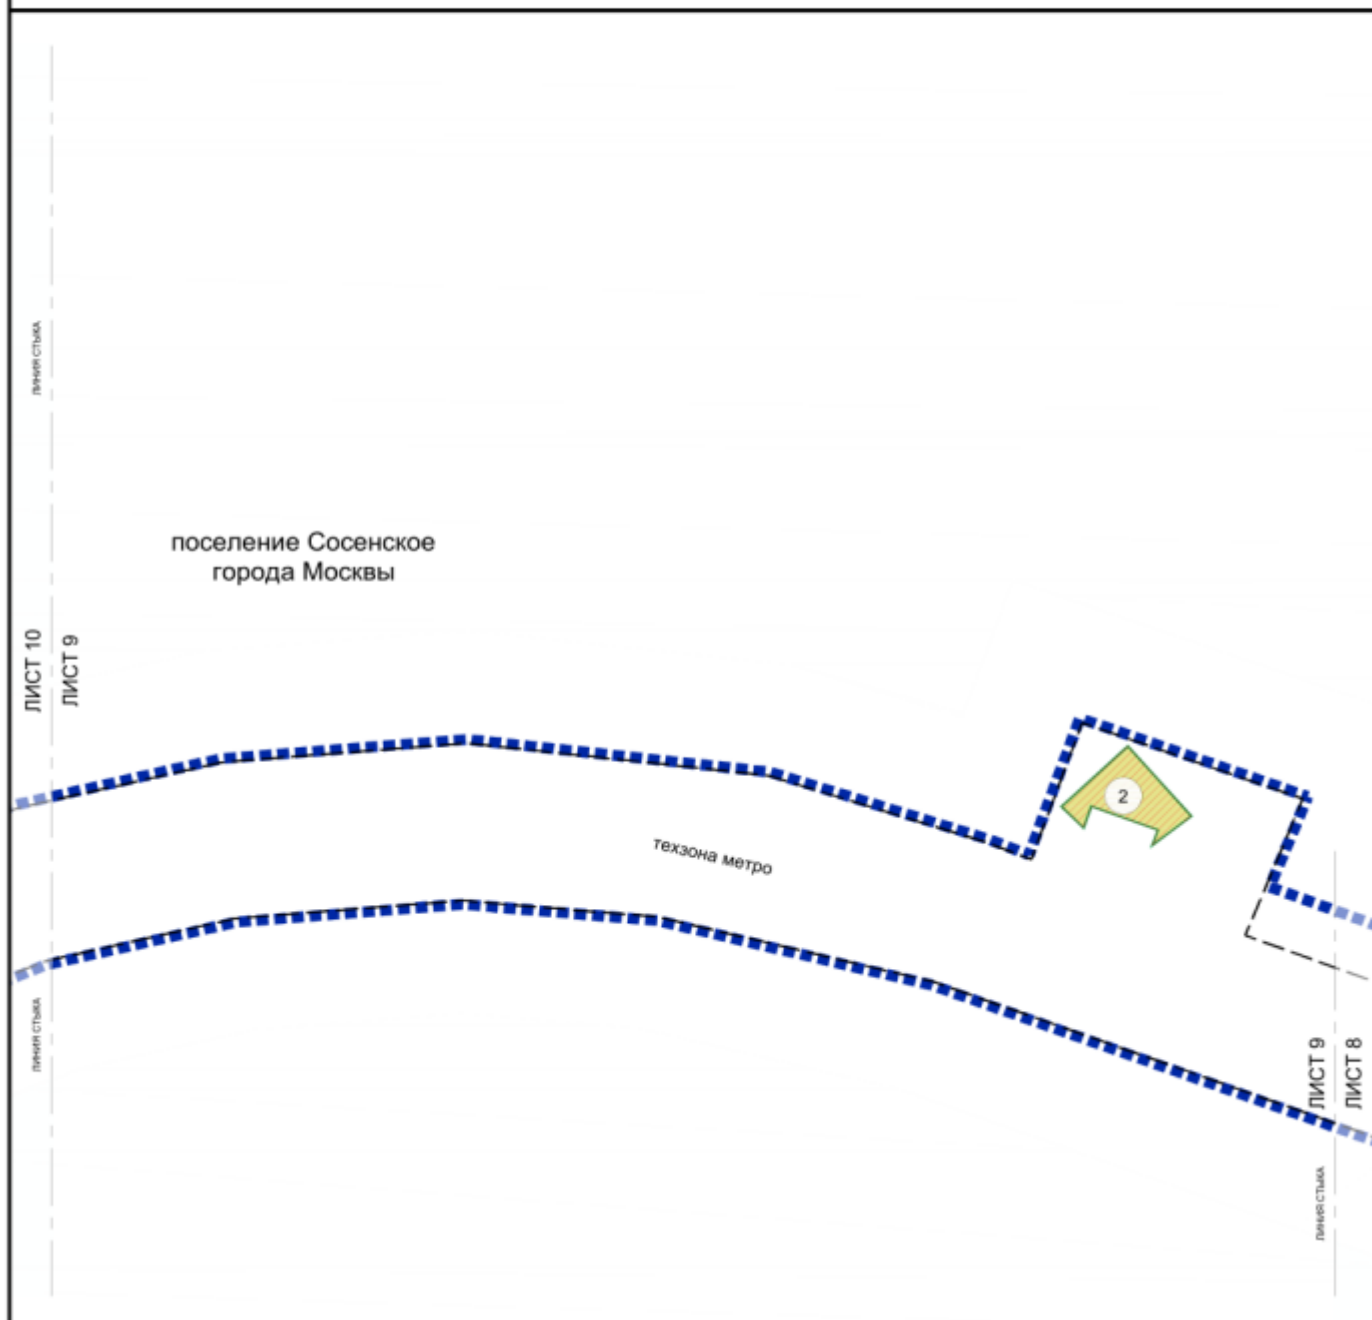 линия стыка
поселение Сосенское
города Москвы
ЛИСТ 10
ЛИСТ 9
2
техзона метро
линия стыка
ЛИСТ 9
ЛИСТ 8
линия стыка